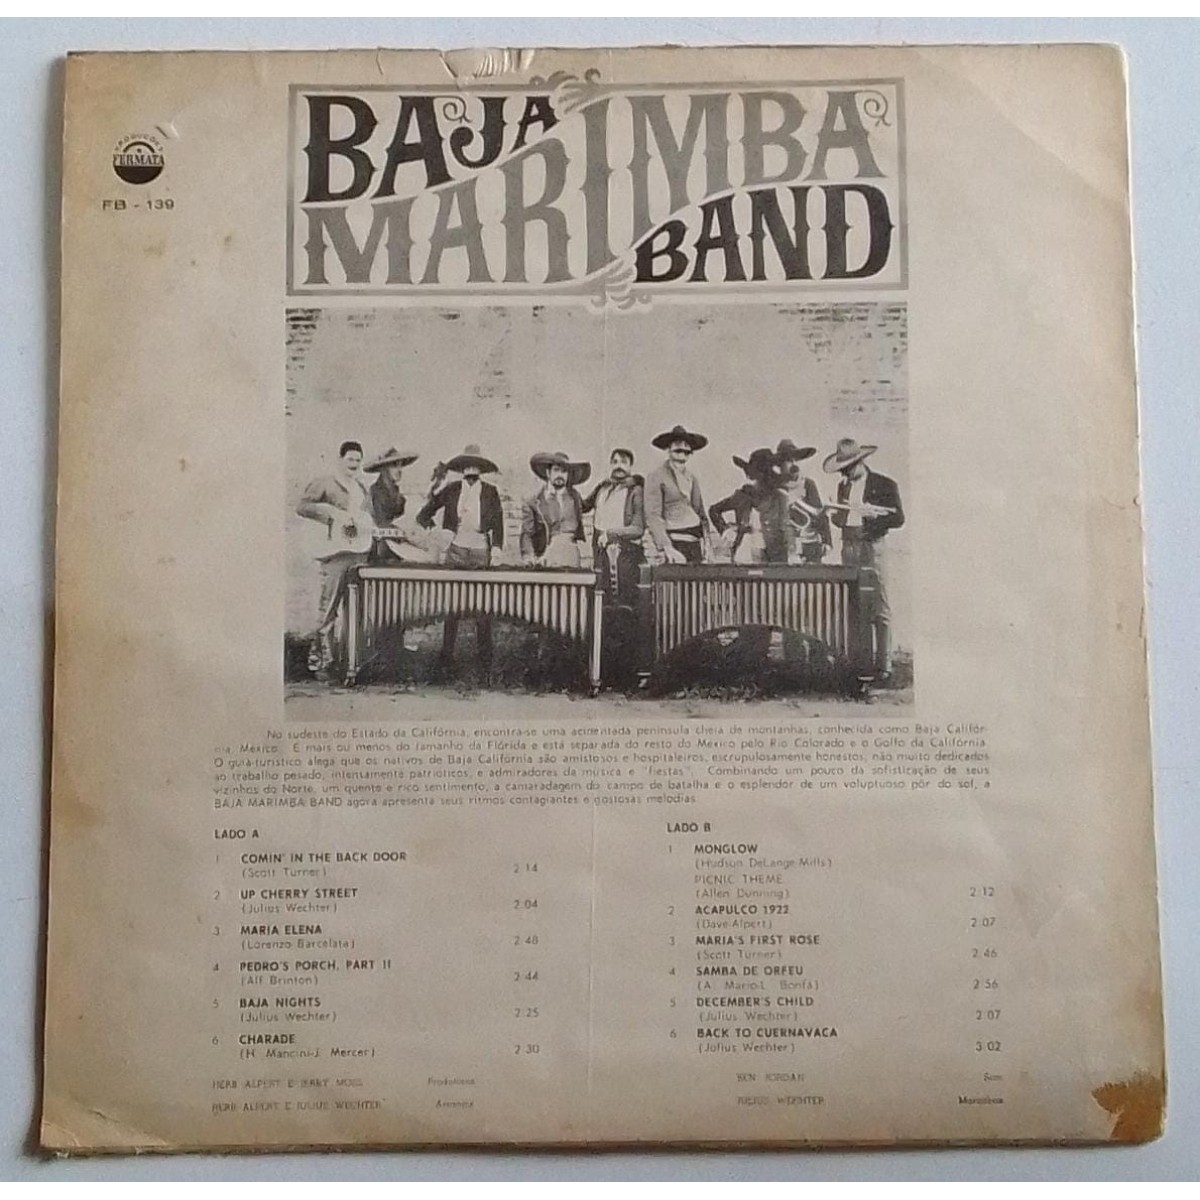 BAJA
MARIMBA
BAND
PRODUÇÕES
FERMATA
FB - 139
No sudeste do Estado da Califórnia, encontra-se uma acidentada península cheia de montanhas, conhecida como Baja Califór-
nia, Mexico. E mais ou menos do tamanho da Flórida e está separada do resto do México pelo Rio Colorado e o Golfo da Califórnia.
O guia-turistico alega que os nativos de Baja Califórnia são amistosos e hospitaleiros, escrupulosamente honestos, não muito dedicados
ao trabalho pesado, intensamente patrióticos, e admiradores da musica e "fiestas". Combinando um pouco da sofisticação de seus
vizinhos do Norte, um quente e rico sentimento, a camaradagem do campo de batalha e o esplendor de um voluptuoso pôr do sol, a
BAJA MARIMBA BAND agora apresenta seus ritmos contagiantes e gostosas melodias.
LADO A
1 COMIN' IN THE BACK DOOR
(Scott Turner) 2 14
2 UP CHERRY STREET
(Julius Wechter) 2:04
3 MARIA ELENA
(Lorenzo Barcelata) 2 48
4 PEDRO'S PORCH, PART II
(Alf Brinton) 2 44
5 BAJA NIGHTS
(Julius Wechter) 2:25
6 CHARADE
(H. Mancini-J. Mercer) 2 30
HERB ALPERT E JERRY MOSS Produtores
HERB ALPERT E JULIUS WECHTER Arranjos
LADO B
1 MONGLOW
(Hudson DeLange Mills)
PICNIC THEME
(Allen Dunning) 2:12
2 ACAPULCO 1922
(Dave-Alpert) 2:07
3 MARIA'S FIRST ROSE
(Scott Turner) 2.46
4 SAMBA DE ORFEU
(A. Mario-L. Bonfá) 2 56
5 DECEMBER'S CHILD
(Julius Wechter) 2 07
6 BACK TO CUERNAVACA
(Julius Wechter) 3:02
BEN JORDAN Som
JULIUS WECHTER Marimbas